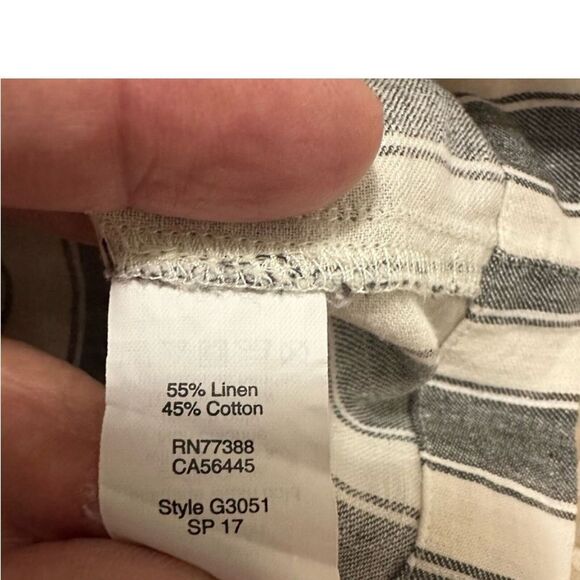 55% Linen
45% Cotton
RN77388
CA56445
Style G3051
SP 17